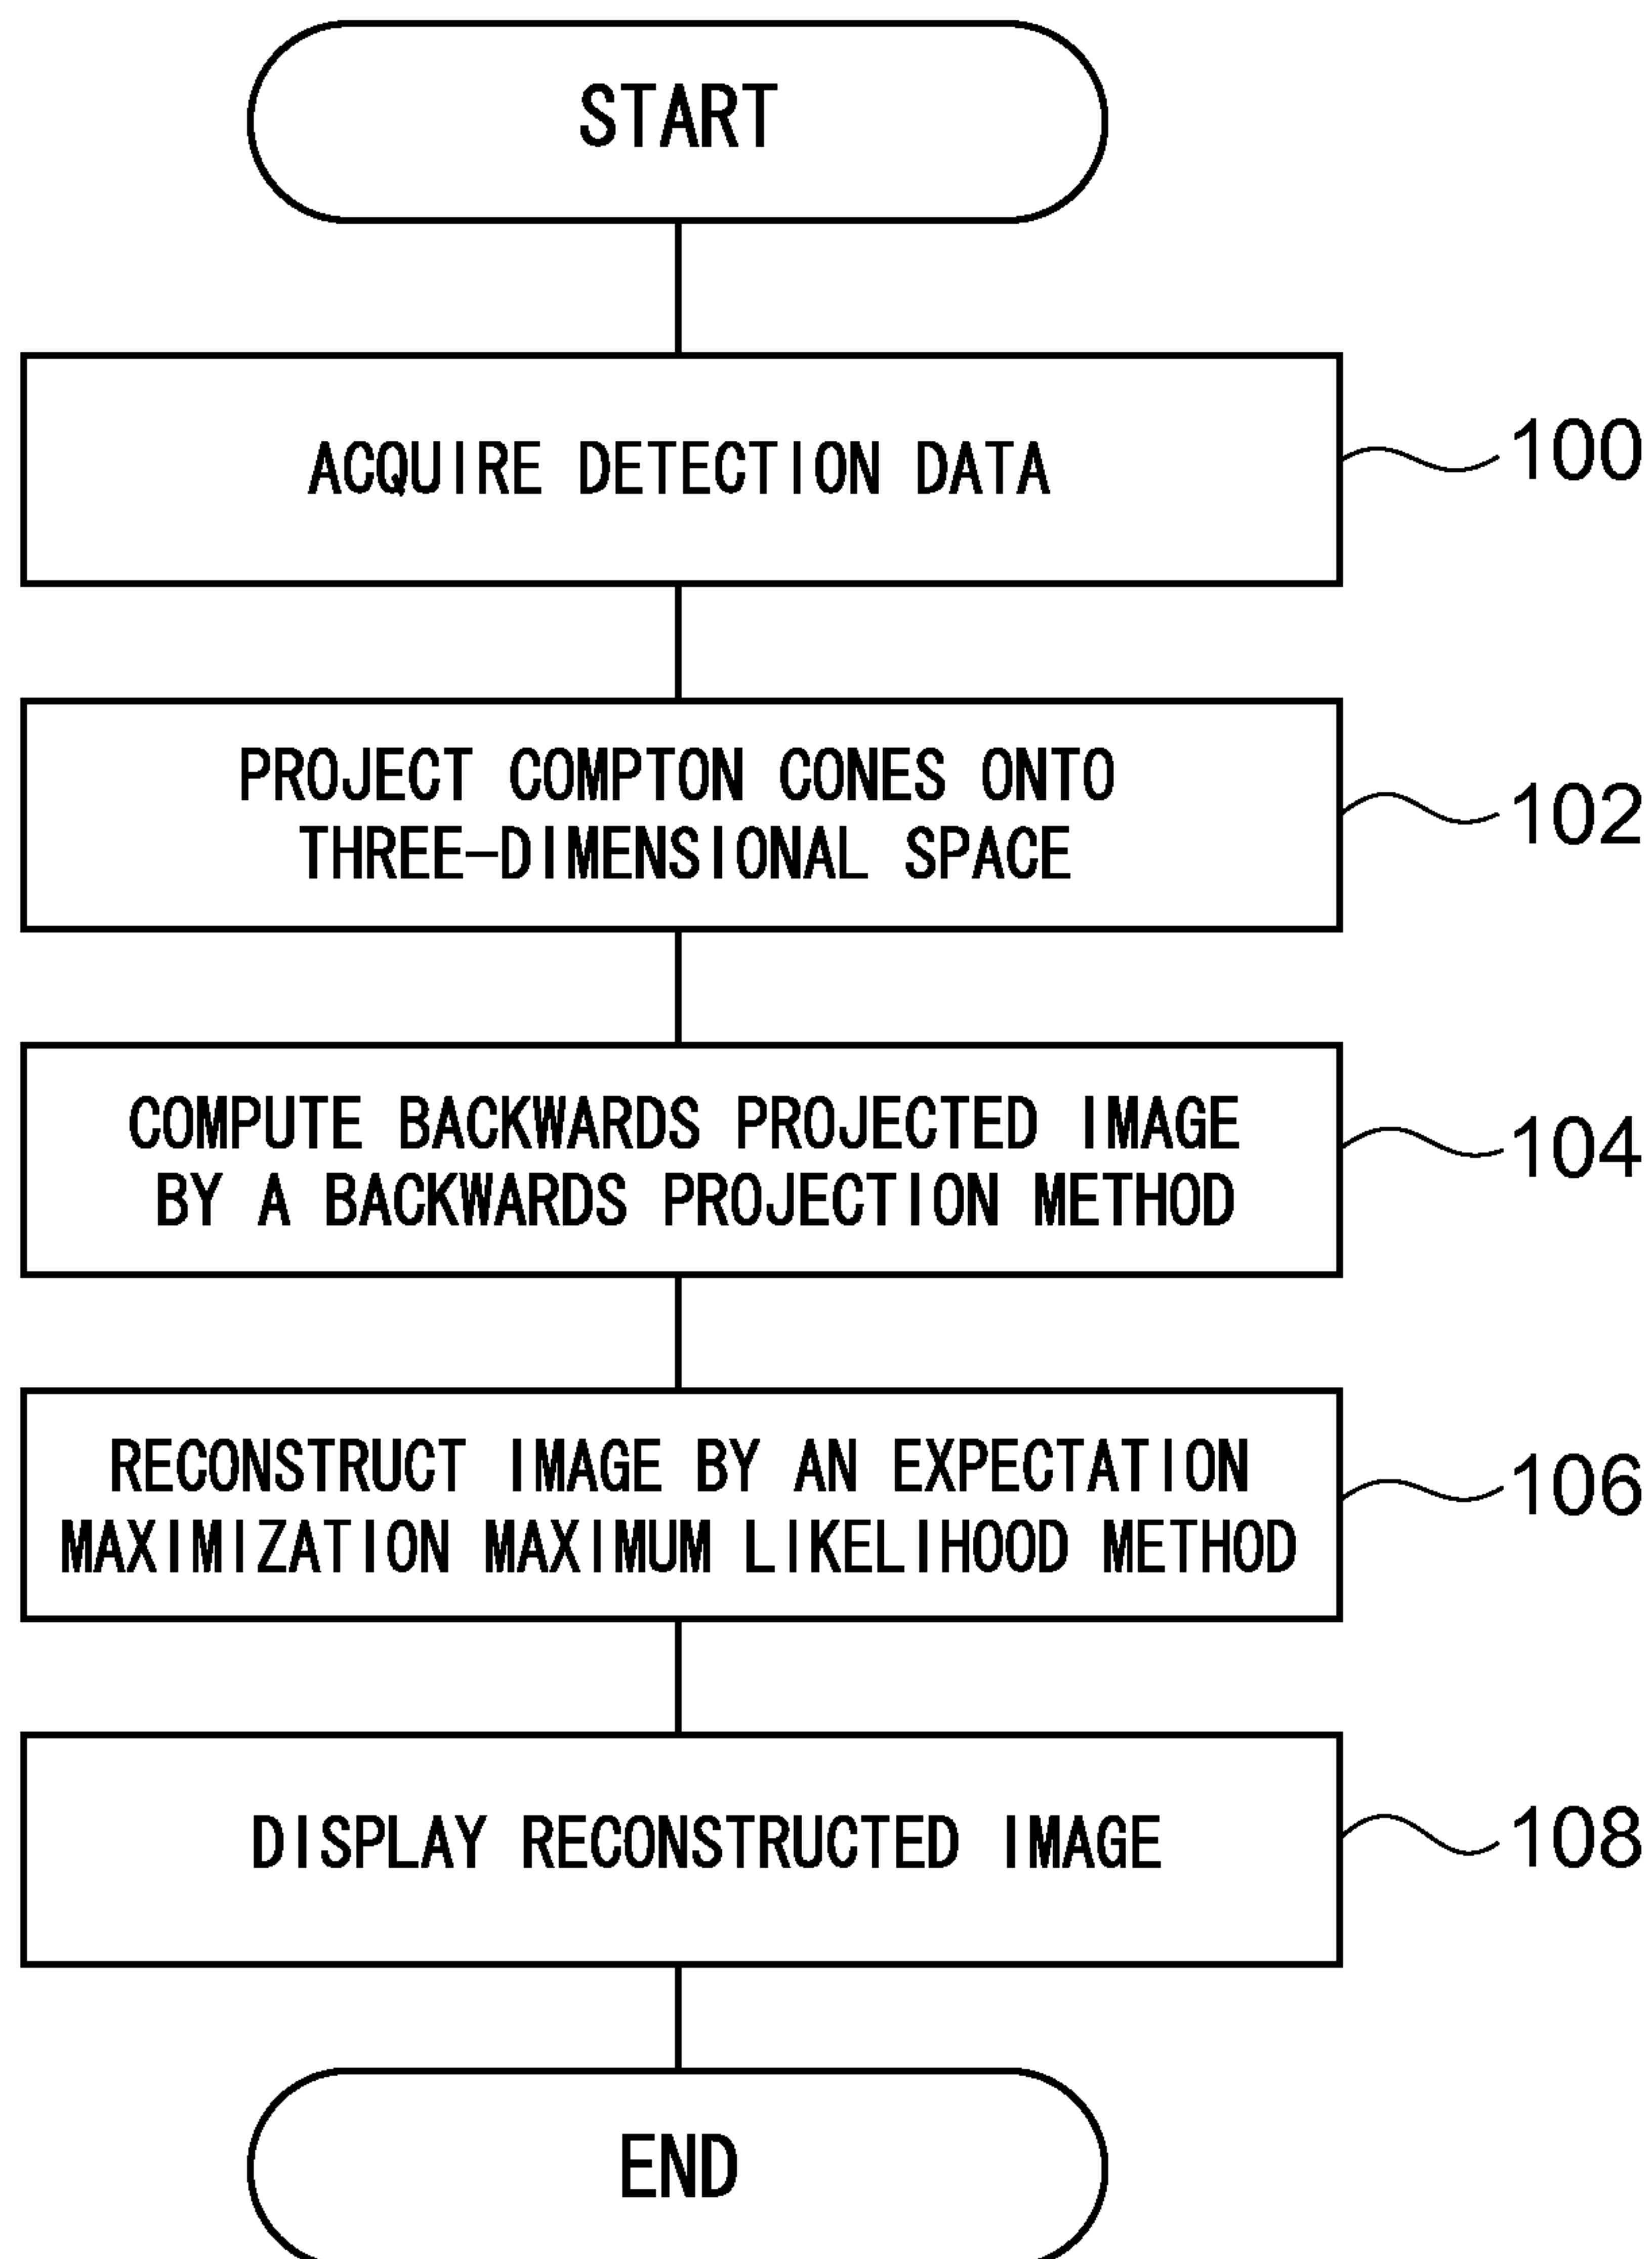 START
ACQUIRE DETECTION DATA
100
PROJECT COMPTON CONES ONTO
THREE-DIMENSIONAL SPACE
102
COMPUTE BACKWARDS PROJECTED IMAGE
BY A BACKWARDS PROJECTION METHOD
104
RECONSTRUCT IMAGE BY AN EXPECTATION
MAXIMIZATION MAXIMUM LIKELIHOOD METHOD
106
DISPLAY RECONSTRUCTED IMAGE
108
END